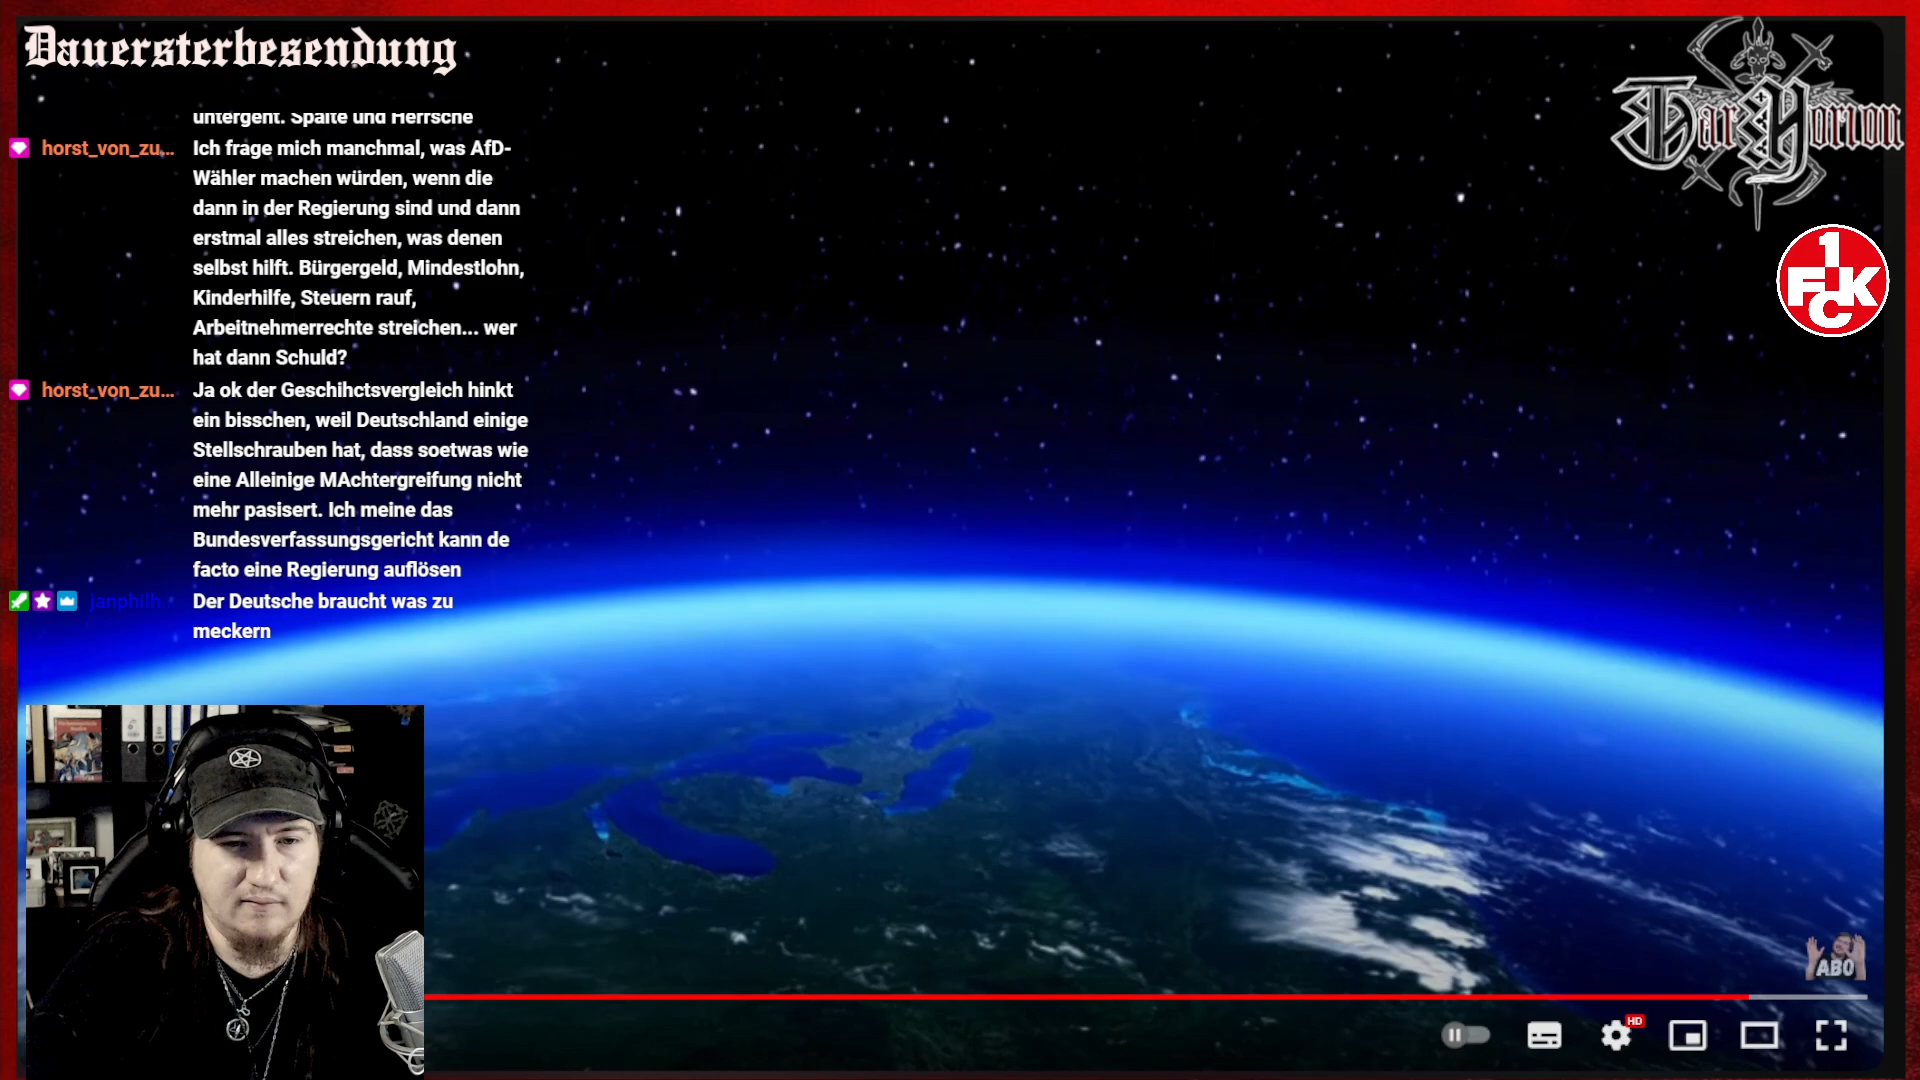 Dauersterbesendung
untergeht. Spalte und Herrsche
horst_von_zu...
Ich frage mich manchmal, was AfD-
Wähler machen würden, wenn die
dann in der Regierung sind und dann
erstmal alles streichen, was denen
selbst hilft. Bürgergeld, Mindestlohn,
Kinderhilfe, Steuern rauf,
Arbeitnehmerrechte streichen... wer
hat dann Schuld?
horst_von_zu...
Ja ok der Geschihctsvergleich hinkt
ein bisschen, weil Deutschland einige
Stellschrauben hat, dass soetwas wie
eine Alleinige MAchtergreifung nicht
mehr pasisert. Ich meine das
Bundesverfassungsgericht kann de
facto eine Regierung auflösen
janphilh...
Der Deutsche braucht was zu
meckern
1
FCK
ABO
HD